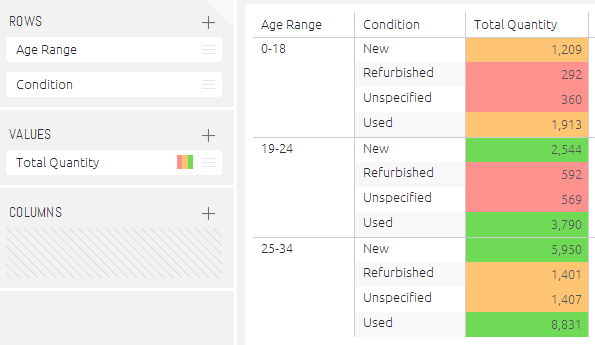 ROWS +
Age Range
Condition
VALUES +
Total Quantity
COLUMNS +
Age Range Condition Total Quantity
0-18 New 1,209
Refurbished 292
Unspecified 360
Used 1,913
19-24 New 2,544
Refurbished 592
Unspecified 569
Used 3,790
25-34 New 5,950
Refurbished 1,401
Unspecified 1,407
Used 8,831